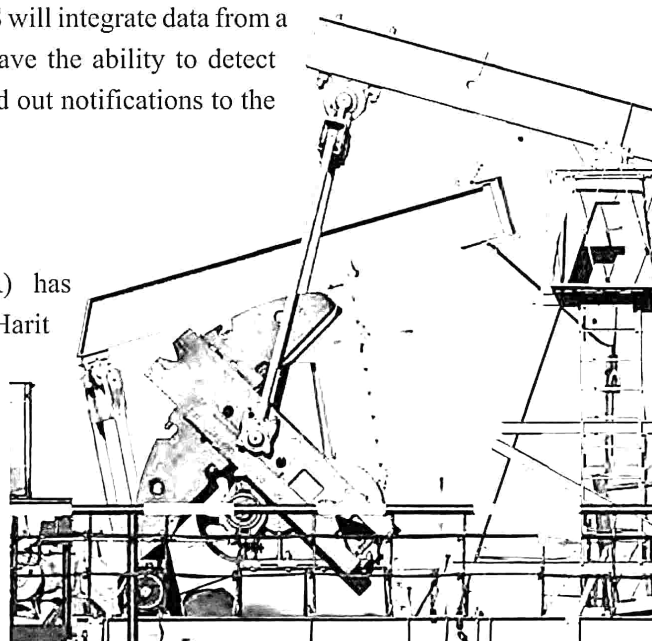 will integrate data from a
ave the ability to detect
d out notifications to the
) has
Harit